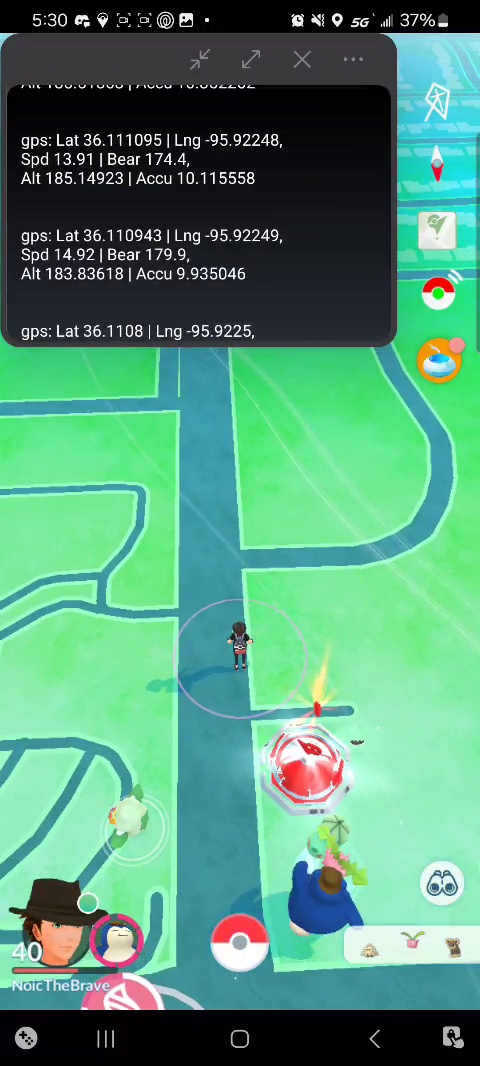 5:30
5G
37%
gps: Lat 36.111095 | Lng -95.92248,
Spd 13.91 | Bear 174.4,
Alt 185.14923 | Accu 10.115558
gps: Lat 36.110943 | Lng -95.92249,
Spd 14.92 | Bear 179.9,
Alt 183.83618 | Accu 9.935046
gps: Lat 36.1108 | Lng -95.9225,
40
NoicTheBrave